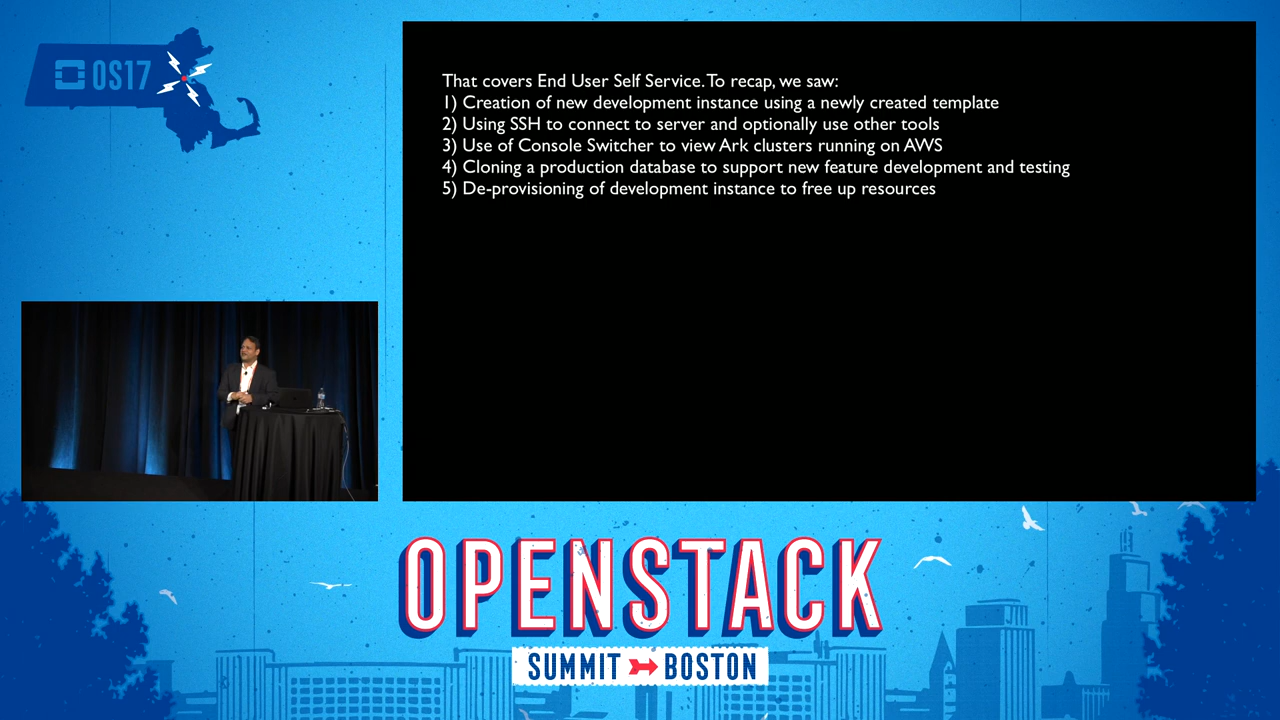 OS17
That covers End User Self Service. To recap, we saw:
1) Creation of new development instance using a newly created template
2) Using SSH to connect to server and optionally use other tools
3) Use of Console Switcher to view Ark clusters running on AWS
4) Cloning a production database to support new feature development and testing
5) De-provisioning of development instance to free up resources
OPENSTACK
SUMMIT BOSTON